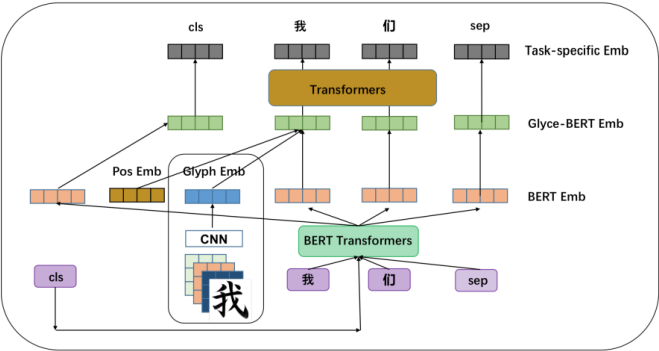 cls 我 们 sep
Task-specific Emb
Transformers
Glyce-BERT Emb
Pos Emb Glyph Emb
BERT Emb
CNN
BERT Transformers
cls 我 们 sep
我